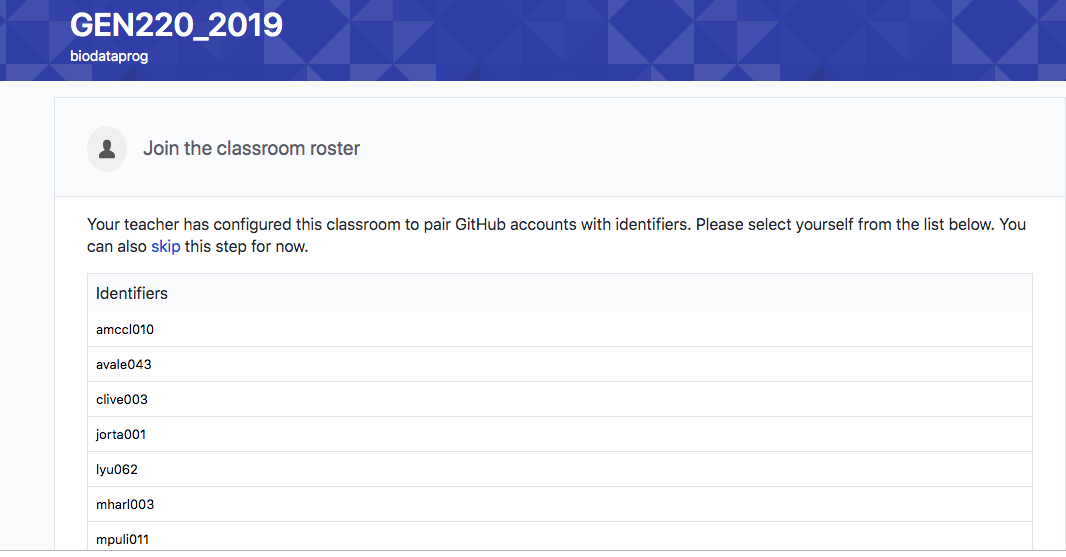 GEN220_2019
biodataprog
Join the classroom roster
Your teacher has configured this classroom to pair GitHub accounts with identifiers. Please select yourself from the list below. You
can also skip this step for now.
Identifiers
amccl010
avale043
clive003
jorta001
lyu062
mharl003
mpuli011